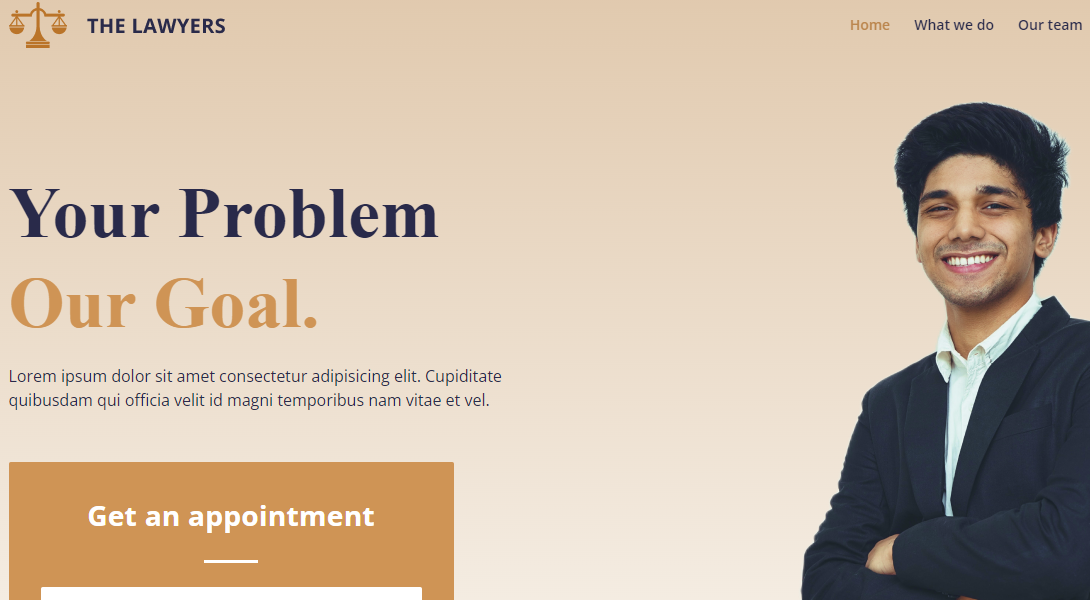 THE LAWYERS
Home
What we do
Our team
Your Problem
Our Goal.
Lorem ipsum dolor sit amet consectetur adipisicing elit. Cupiditate
quibusdam qui officia velit id magni temporibus nam vitae et vel.
Get an appointment